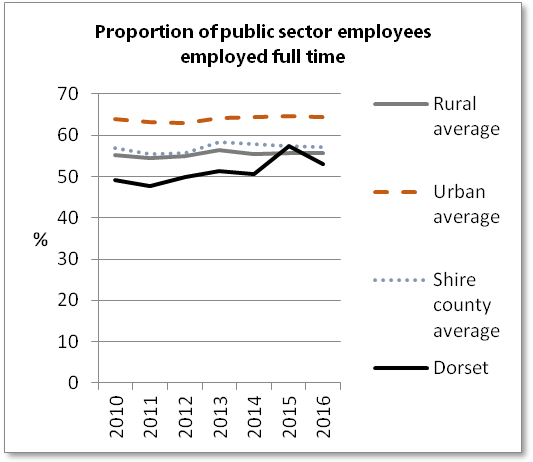 Proportion of public sector employees
employed full time
70
60
50
40
30
20
10
0
%
2010
2011
2012
2013
2014
2015
2016
Rural
average
Urban
average
Shire
county
average
Dorset